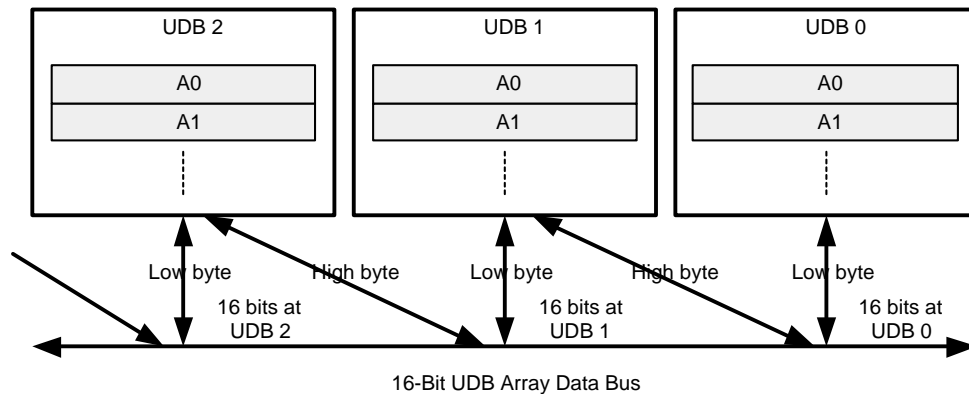 UDB 2
UDB 1
UDB 0
A0
A0
A0
A1
A1
A1
Low byte
High byte
Low byte
High byte
Low byte
16 bits at
UDB 2
16 bits at
UDB 1
16 bits at
UDB 0
16-Bit UDB Array Data Bus